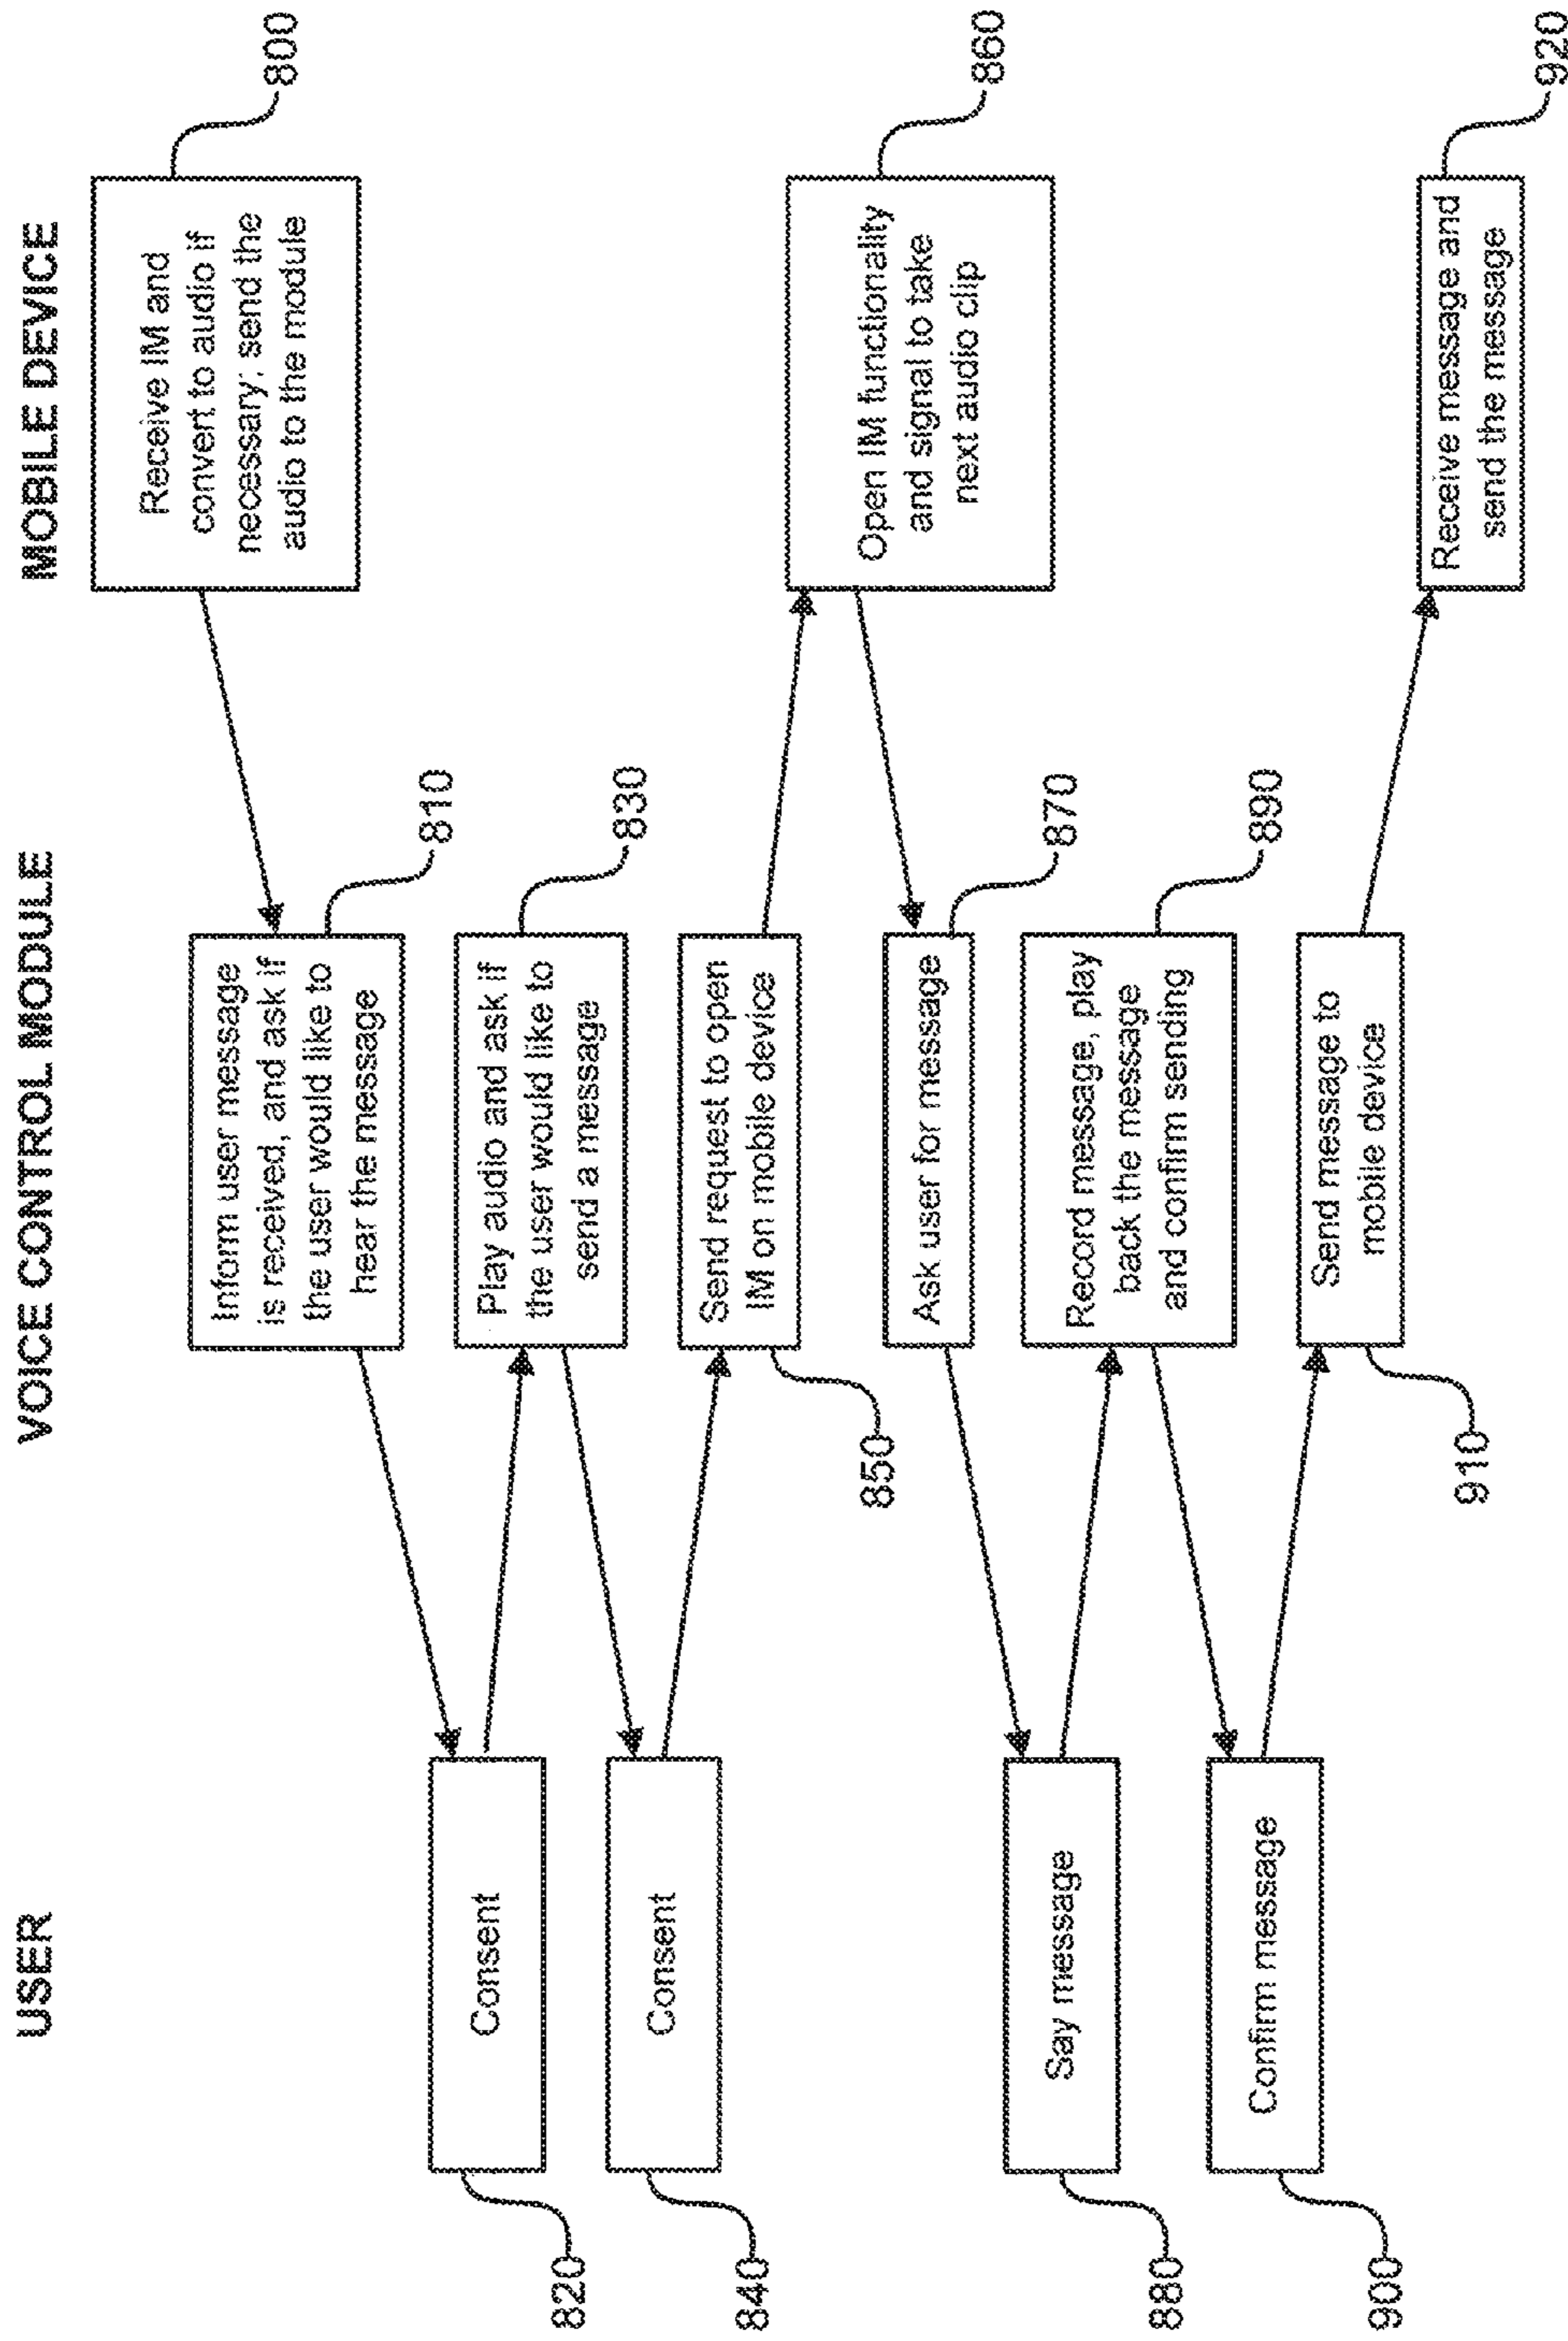 USER
VOICE CONTROL MODULE
MOBILE DEVICE
Receive IM and
convert to audio if
necessary; send the
audio to the module
800
Inform user message
is received, and ask if
the user would like to
hear the message
810
Consent
820
Play audio and ask if
the user would like to
send a message
830
Consent
840
Send request to open
IM on mobile device
850
Open IM functionality
and signal to take
next audio clip
860
Ask user for message
870
Say message
880
Record message, play
back the message
and confirm sending
890
Confirm message
900
Send message to
mobile device
910
Receive message and
send the message
920